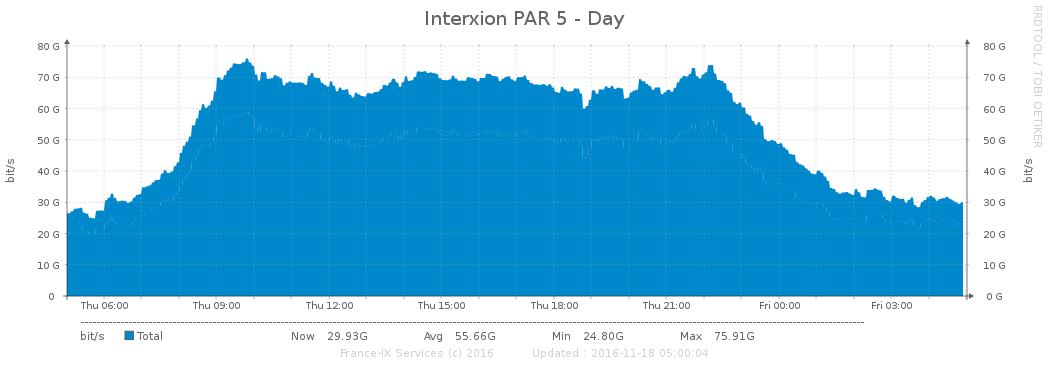 Interxion PAR 5 - Day
RRDTOOL / TOBI OETIKER
bit/s
80 G
70 G
60 G
50 G
40 G
30 G
20 G
10 G
0
80 G
70 G
60 G
50 G
40 G
30 G
20 G
10 G
0 G
bit/s
Thu 06:00 Thu 09:00 Thu 12:00 Thu 15:00 Thu 18:00 Thu 21:00 Fri 00:00 Fri 03:00
bit/s Total Now 29.93G Avg 55.66G Min 24.80G Max 75.91G
France-IX Services (c) 2016 Updated : 2016-11-18 05:00:04